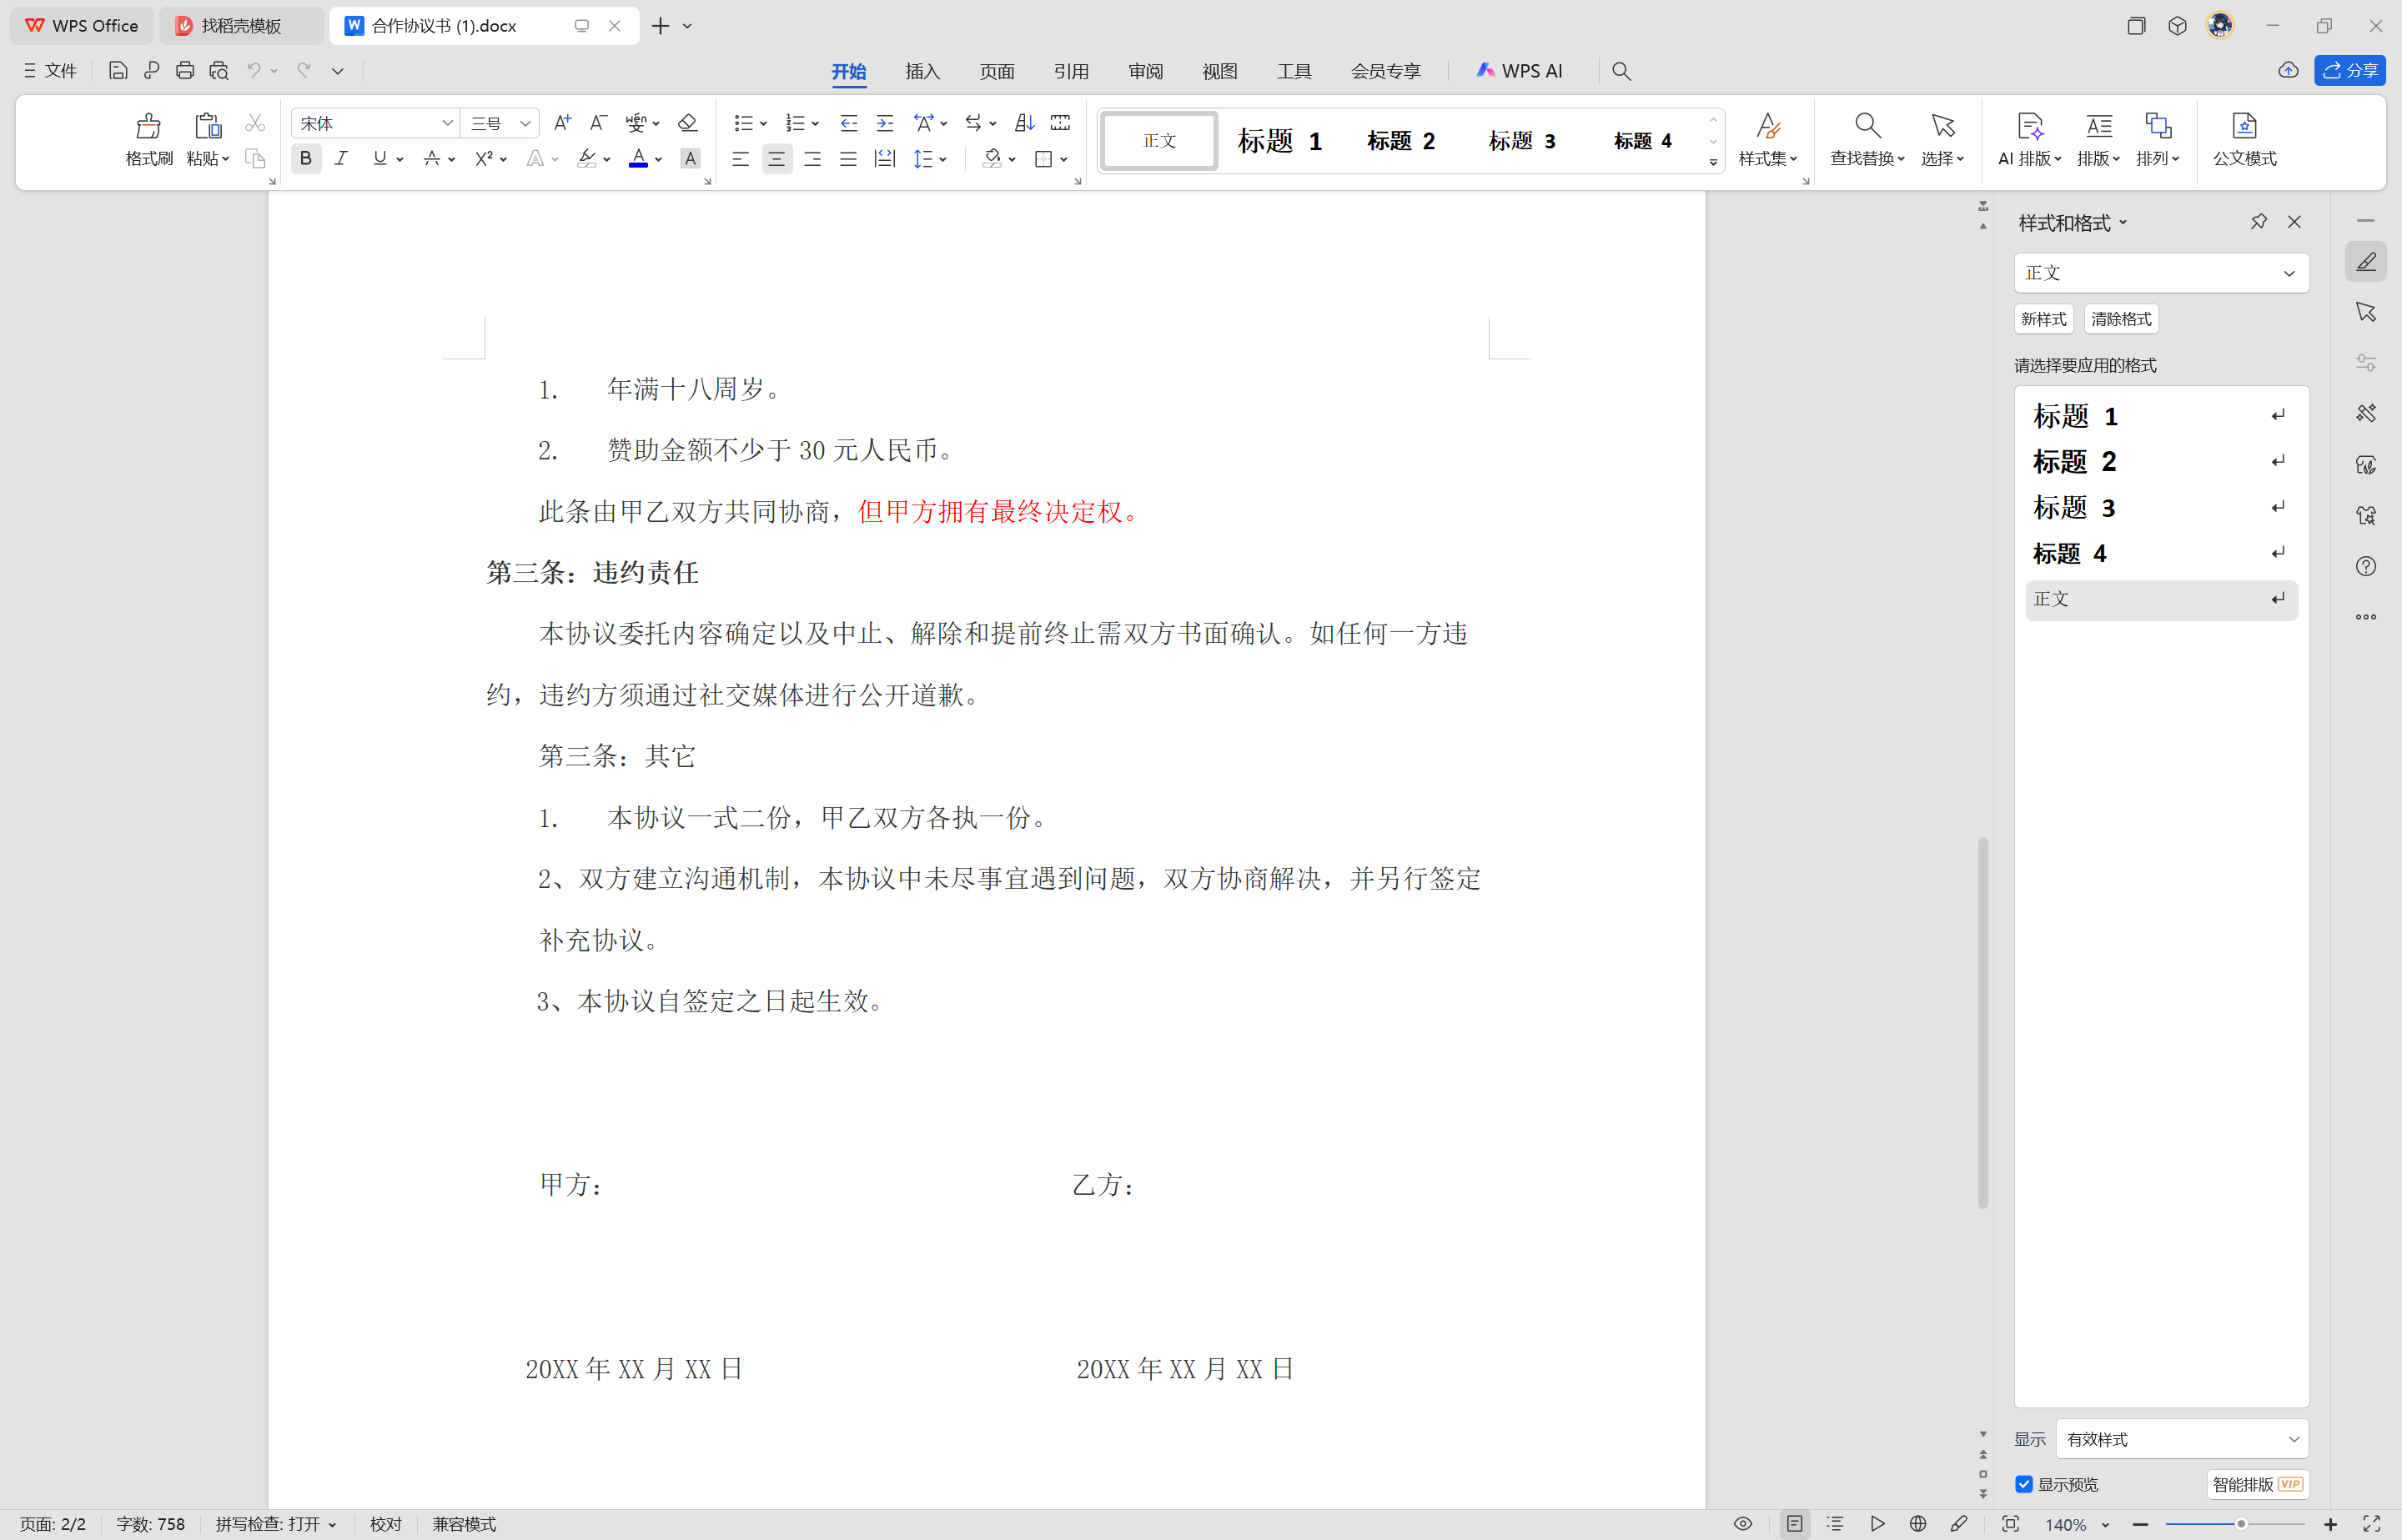 WPS Office
找稻壳模板
合作协议书 (1).docx
文件
开始
插入
页面
引用
审阅
视图
工具
会员专享
WPS AI
分享
格式刷
粘贴
宋体
三号
正文
标题 1
标题 2
标题 3
标题 4
样式集
查找替换
选择
AI 排版
排版
排列
公文模式
1. 年满十八周岁。
2. 赞助金额不少于 30 元人民币。
此条由甲乙双方共同协商，但甲方拥有最终决定权。
第三条：违约责任
本协议委托内容确定以及中止、解除和提前终止需双方书面确认。如任何一方违
约，违约方须通过社交媒体进行公开道歉。
第三条：其它
1. 本协议一式二份，甲乙双方各执一份。
2、双方建立沟通机制，本协议中未尽事宜遇到问题，双方协商解决，并另行签定
补充协议。
3、本协议自签定之日起生效。
甲方： 乙方：
20XX 年 XX 月 XX 日 20XX 年 XX 月 XX 日
样式和格式
正文
新样式
清除格式
请选择要应用的格式
标题 1
标题 2
标题 3
标题 4
正文
显示
有效样式
显示预览
智能排版 VIP
页面: 2/2
字数: 758
拼写检查: 打开
校对
兼容模式
140%